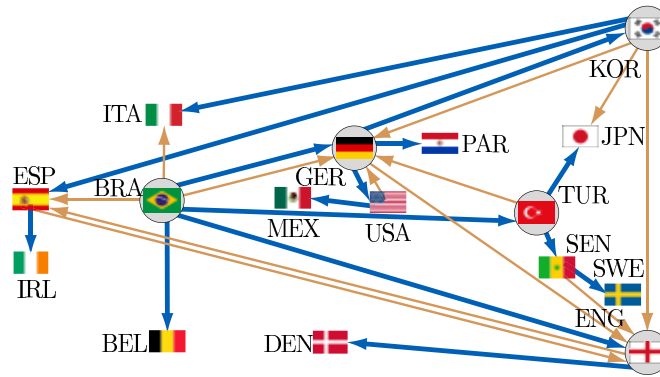 KOR
ITA
JPN
PAR
ESP
BRA
GER
TUR
MEX
USA
SEN
SWE
IRL
ENG
BEL
DEN